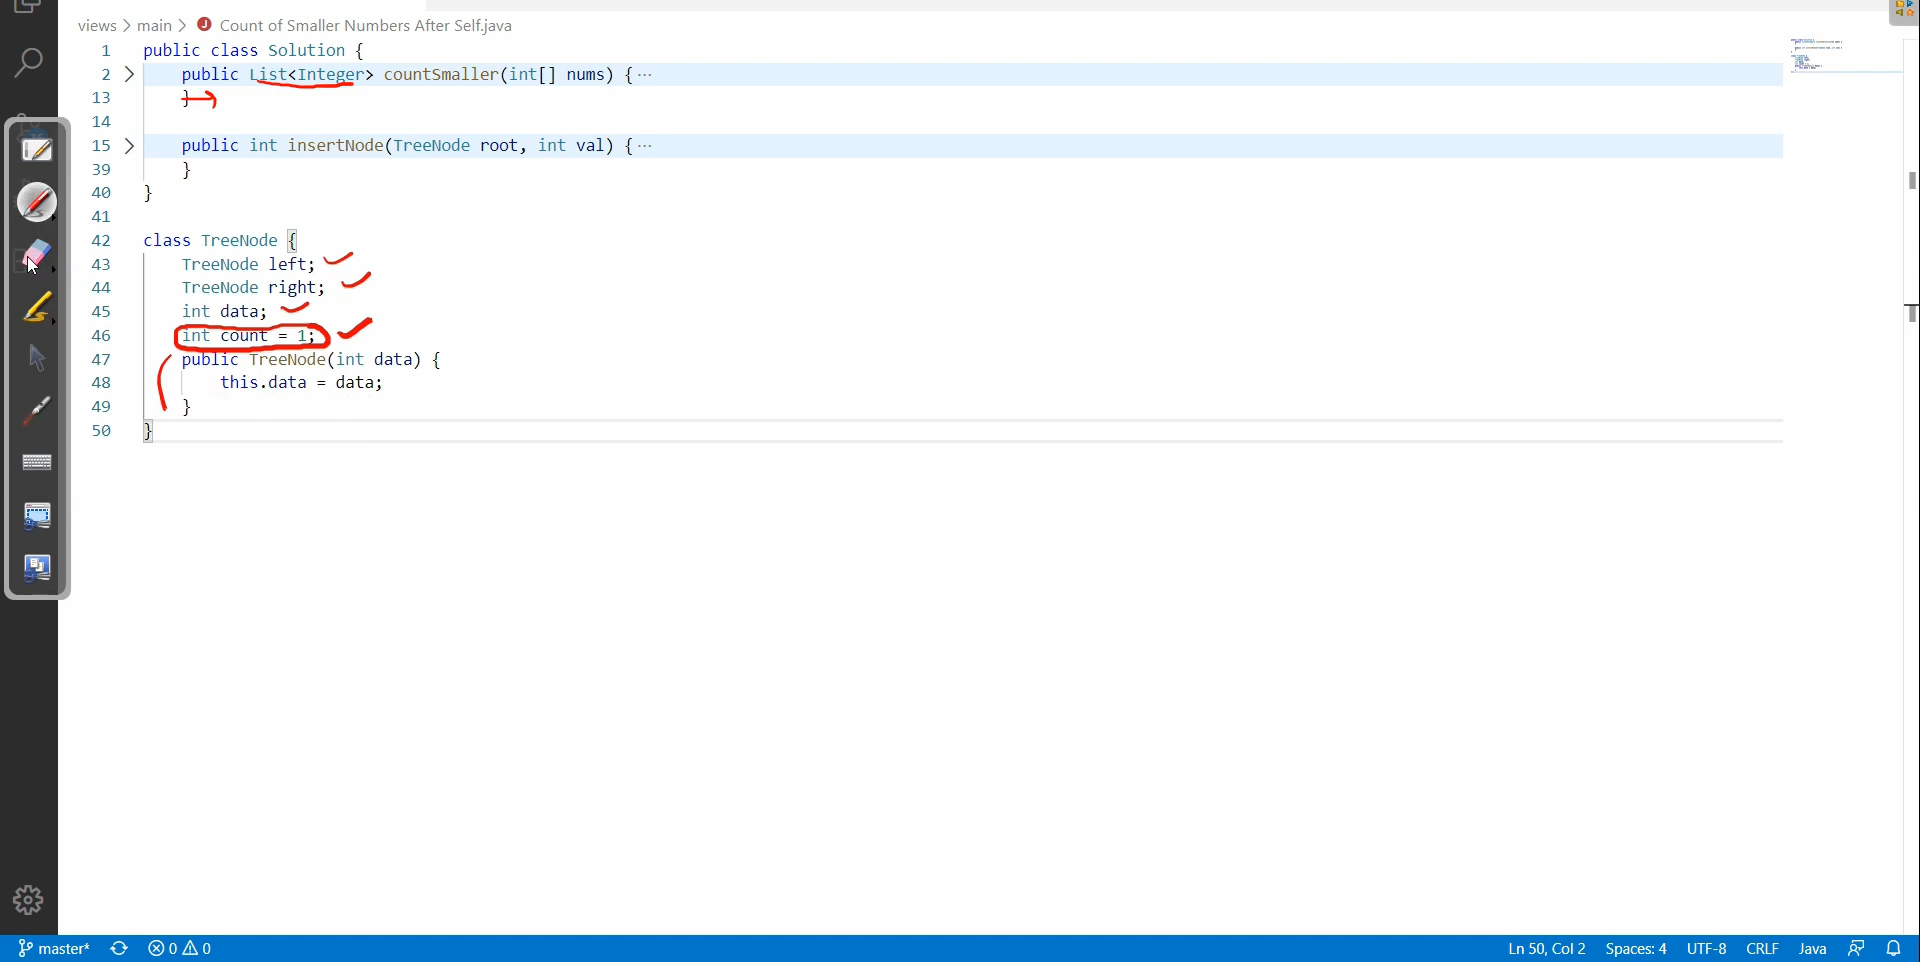 views > main > J Count of Smaller Numbers After Self.java
1 public class Solution {
2 > public List<Integer> countSmaller(int[] nums) {···
13 }
14
15 > public int insertNode(TreeNode root, int val) {···
39 }
40 }
41
42 class TreeNode {
43 TreeNode left;
44 TreeNode right;
45 int data;
46 int count = 1;
47 public TreeNode(int data) {
48 this.data = data;
49 }
50 }
master* 0 0 Ln 50, Col 2 Spaces: 4 UTF-8 CRLF Java